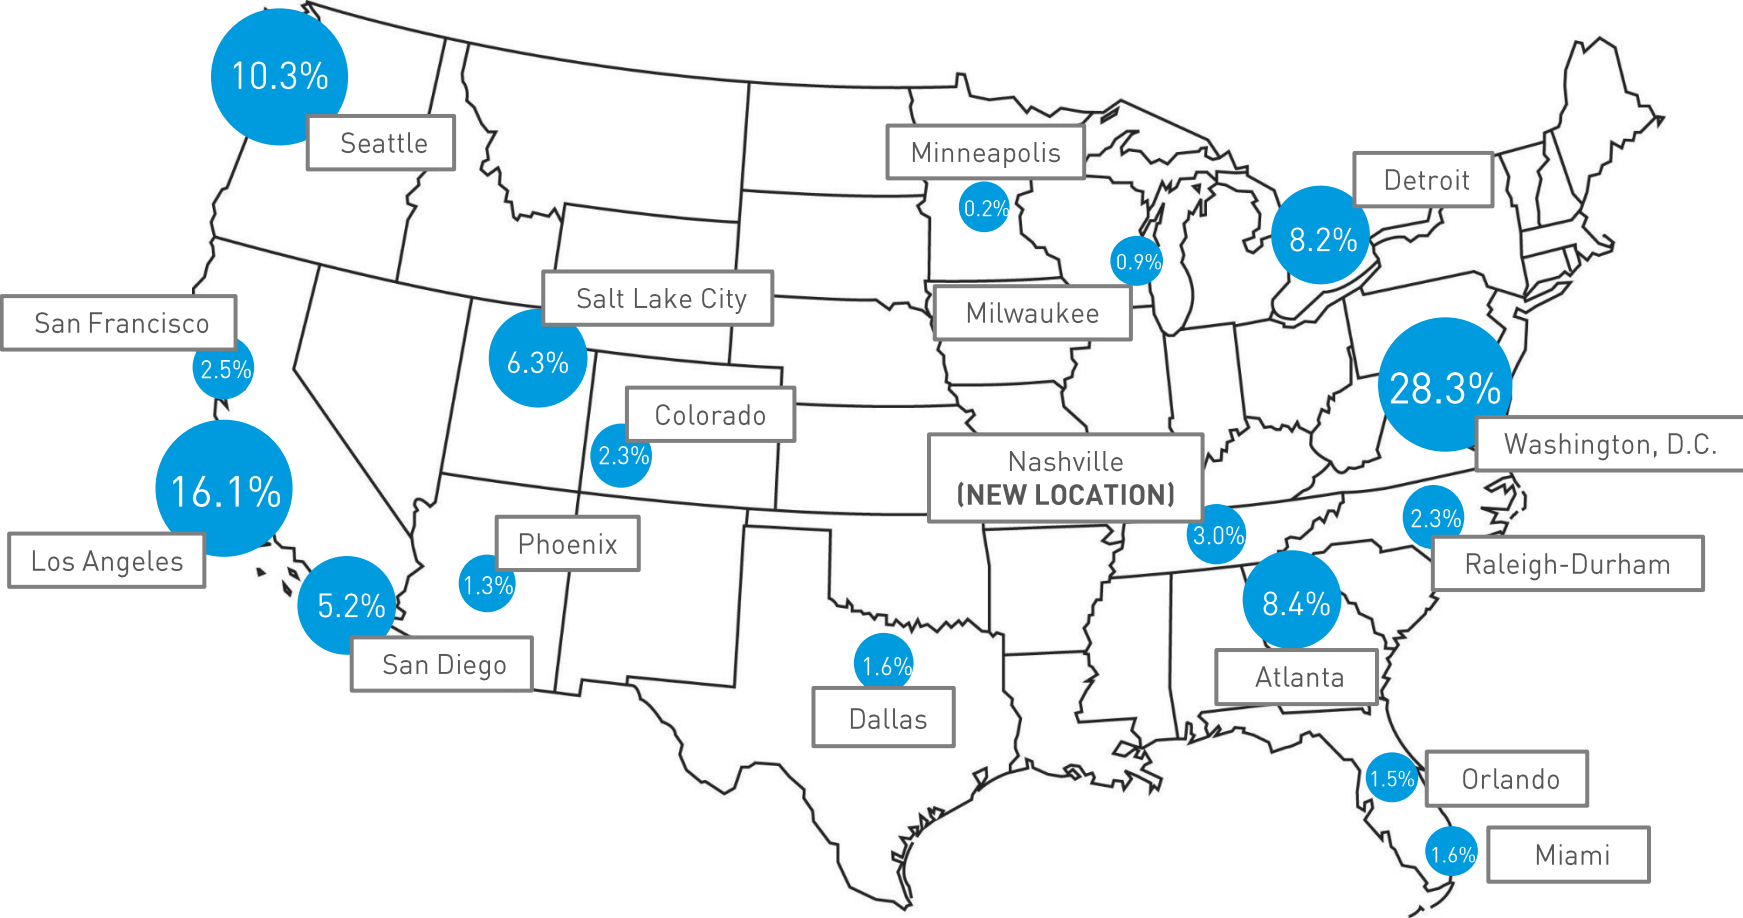 10.3%
Seattle
Minneapolis
0.2%
Detroit
8.2%
0.9%
Milwaukee
Salt Lake City
6.3%
San Francisco
2.5%
Colorado
2.3%
28.3%
Washington, D.C.
16.1%
Los Angeles
Nashville
(NEW LOCATION)
3.0%
2.3%
Raleigh-Durham
Phoenix
1.3%
5.2%
San Diego
8.4%
Atlanta
1.6%
Dallas
1.5%
Orlando
1.6%
Miami